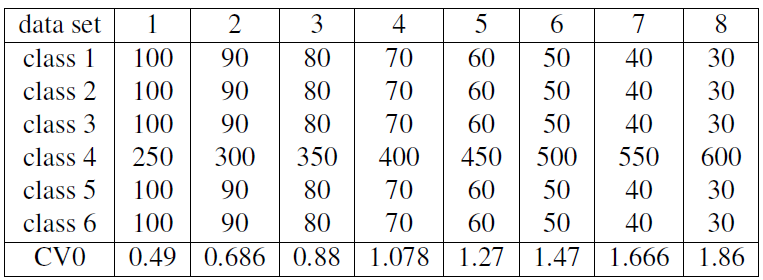 data set 1 2 3 4 5 6 7 8
class 1 100 90 80 70 60 50 40 30
class 2 100 90 80 70 60 50 40 30
class 3 100 90 80 70 60 50 40 30
class 4 250 300 350 400 450 500 550 600
class 5 100 90 80 70 60 50 40 30
class 6 100 90 80 70 60 50 40 30
CV0 0.49 0.686 0.88 1.078 1.27 1.47 1.666 1.86